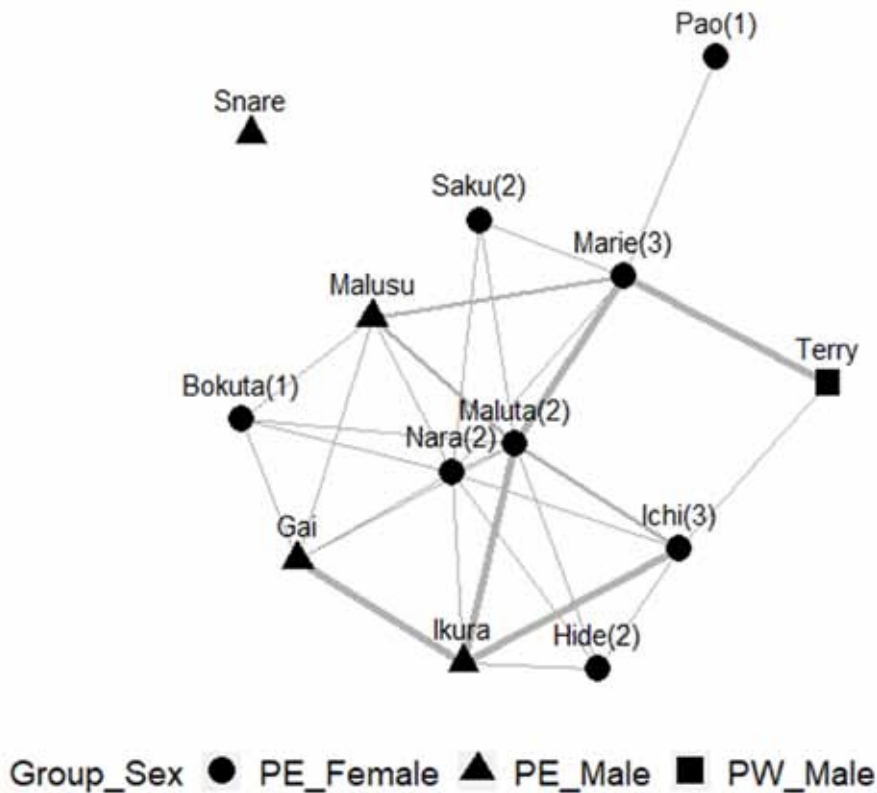 Pao(1)
Snare
Saku(2)
Marie(3)
Malusu
Terry
Bokuta(1)
Maluta(2)
Nara(2)
Ichi(3)
Gai
Ikura
Hide(2)
Group_Sex PE_Female PE_Male PW_Male